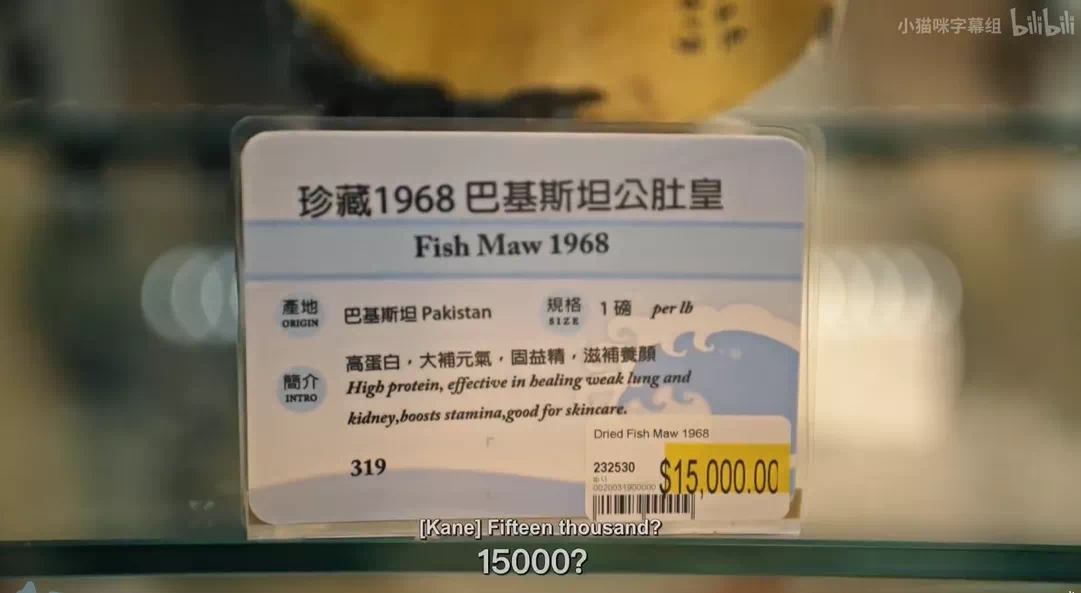 小猫咪字幕组 bilibili
珍藏1968 巴基斯坦公肚皇
Fish Maw 1968
產地 巴基斯坦 Pakistan 規格 1 磅 per lb
ORIGIN SIZE
高蛋白，大補元氣，固益精，滋補養顏
簡介 High protein, effective in healing weak lung and
INTRO kidney,boosts stamina,good for skincare.
Dried Fish Maw 1968
319 232530 $15,000.00
0020031900000
[Kane] Fifteen thousand?
15000?